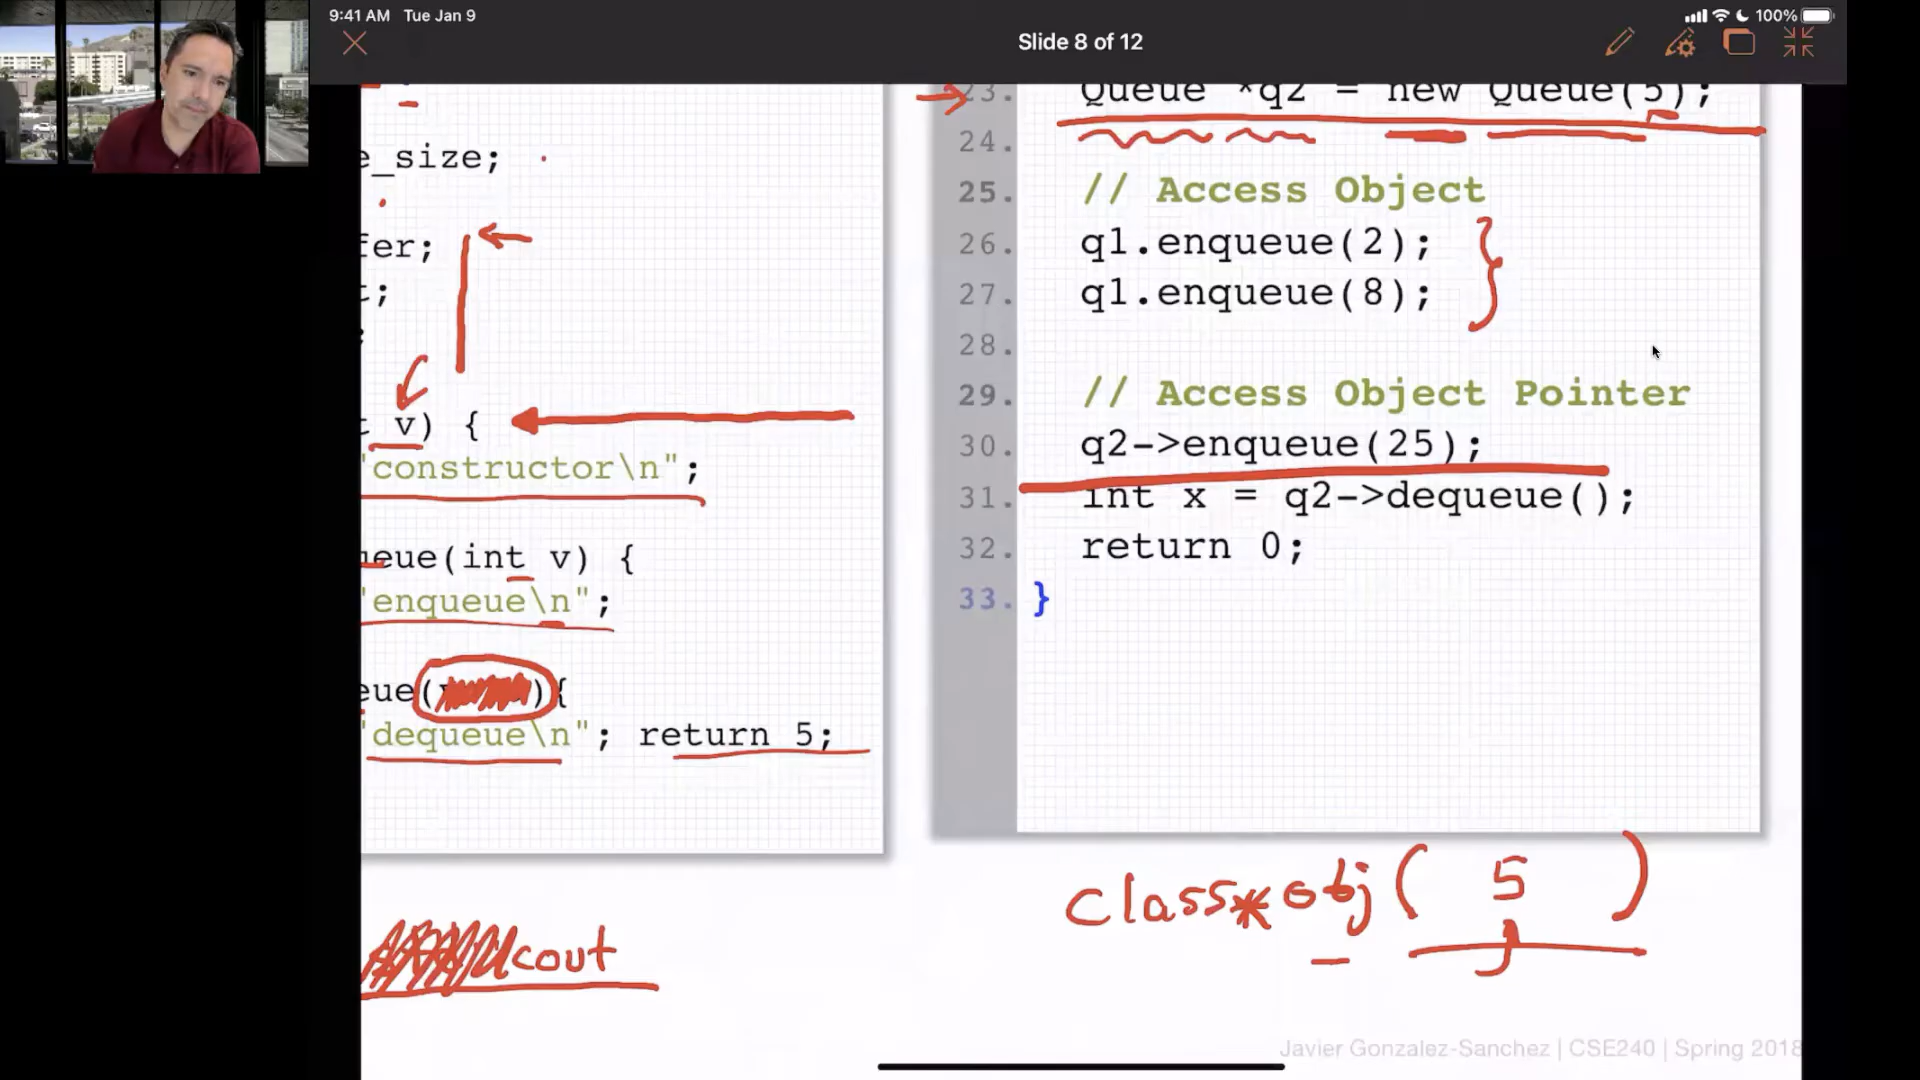 9:41 AM Tue Jan 9
100%
Slide 8 of 12
e_size;
fer;
t;
;
t v) {
"constructor\n";
ueue(int v) {
"enqueue\n";
eue( ){
"dequeue\n"; return 5;
cout
23. Queue *q2 = new Queue(5);
24.
25. // Access Object
26. q1.enqueue(2);
27. q1.enqueue(8);
28.
29. // Access Object Pointer
30. q2->enqueue(25);
31. int x = q2->dequeue();
32. return 0;
33. }
class* obj( 5 )
Javier Gonzalez-Sanchez | CSE240 | Spring 2018